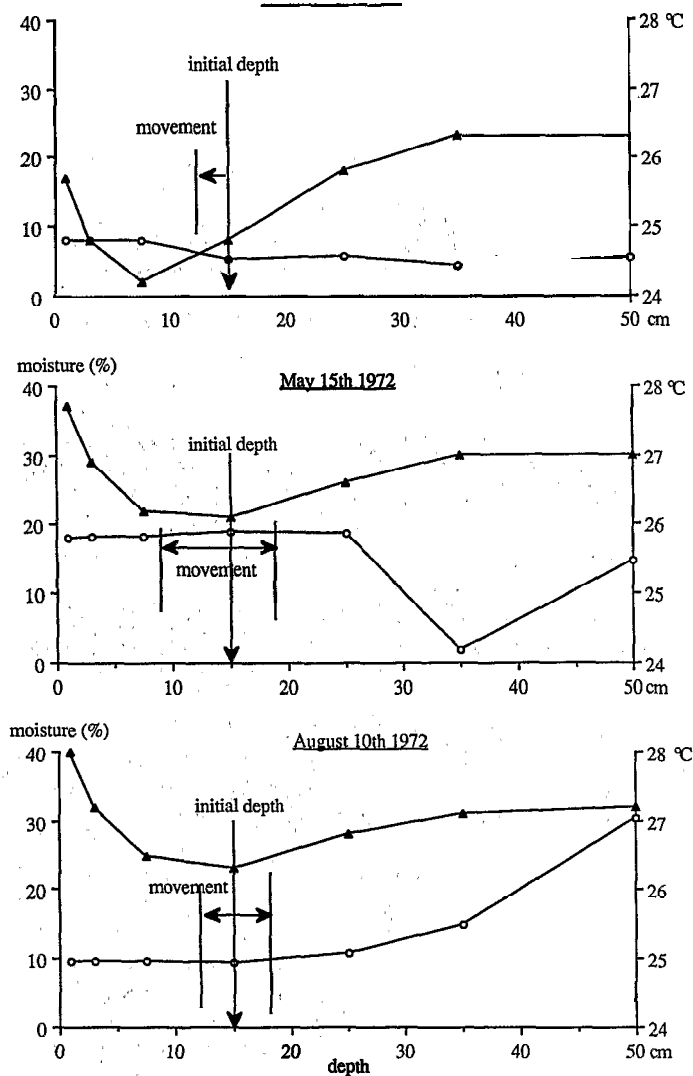 40 28 ºC
initial depth
30 27
movement
20 26
10 25
0 24
0 10 20 30 40 50 cm
moisture (%)
May 15th 1972
40 28 ºC
initial depth
30 27
20 26
movement
10 25
0 24
0 10 20 30 40 50 cm
moisture (%)
August 10th 1972
40 28 ºC
initial depth
30 27
movement
20 26
10 25
0 24
0 10 20 30 40 50 cm
depth